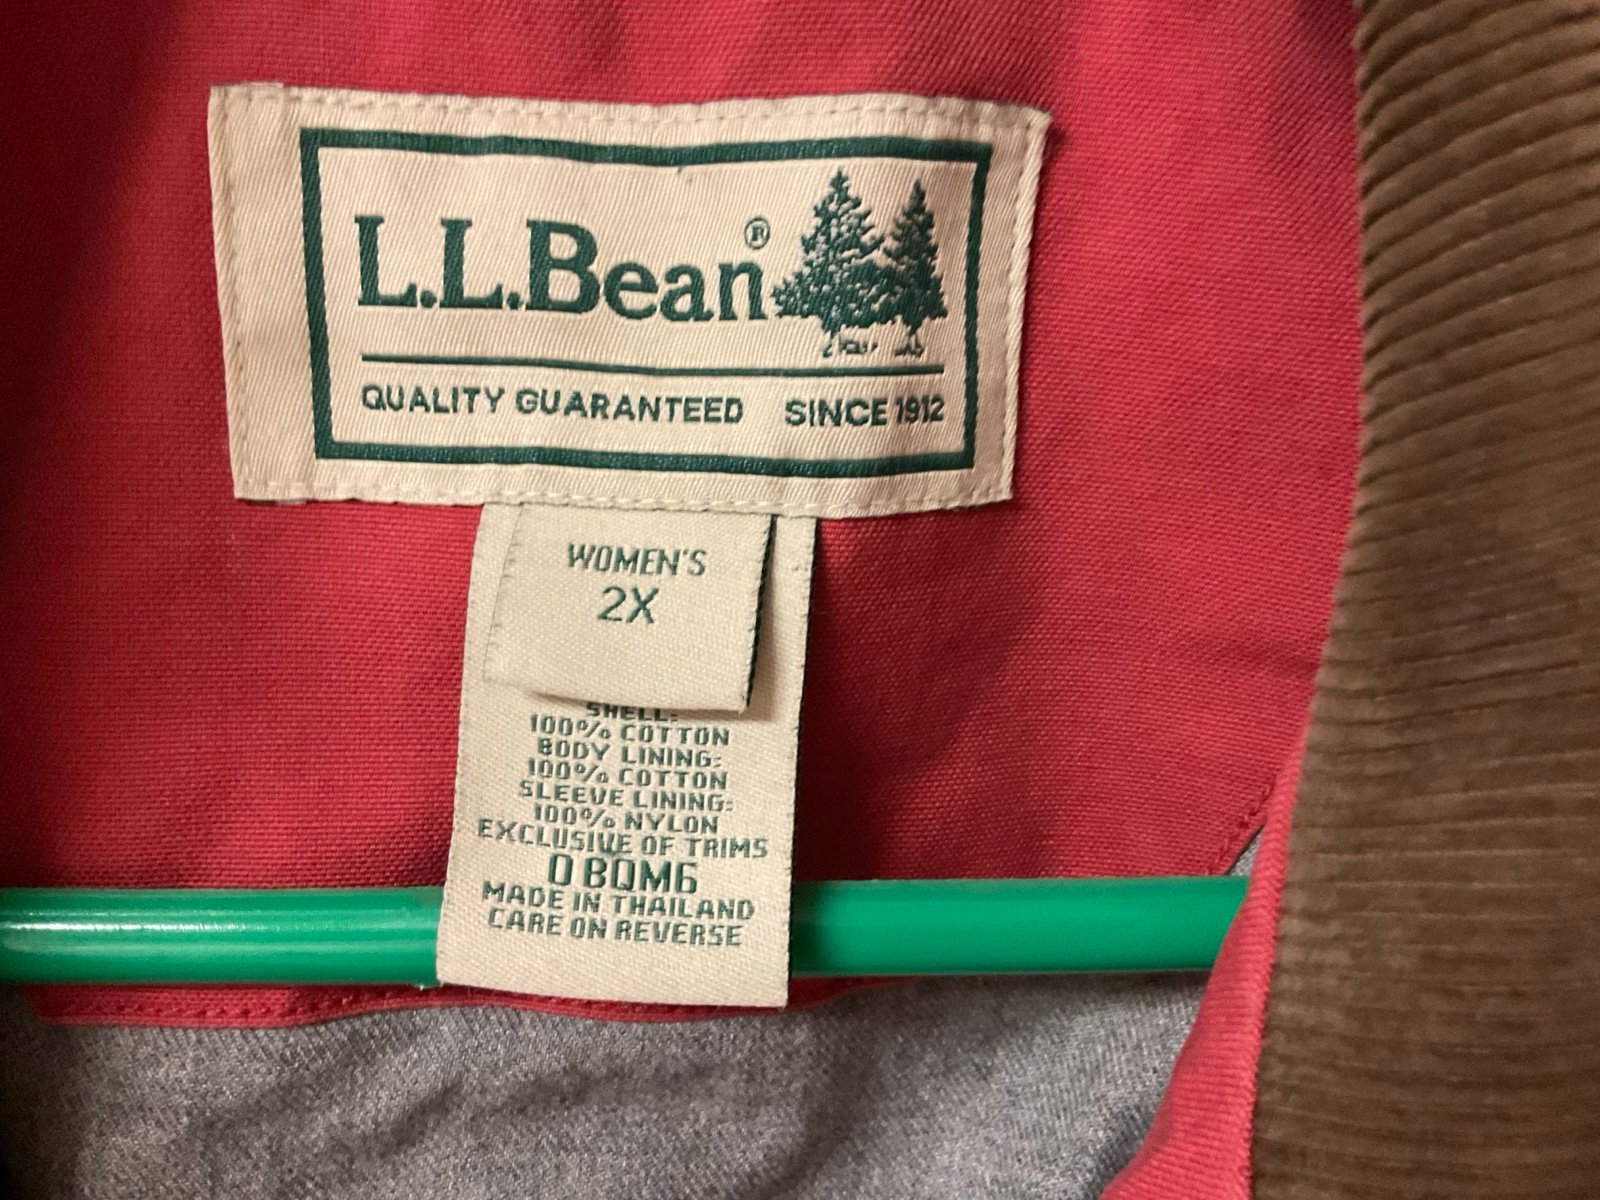 L.L.Bean®
QUALITY GUARANTEED SINCE 1912
WOMEN'S
2X
SHELL:
100% COTTON
BODY LINING:
100% COTTON
SLEEVE LINING:
100% NYLON
EXCLUSIVE OF TRIMS
0BQM6
MADE IN THAILAND
CARE ON REVERSE